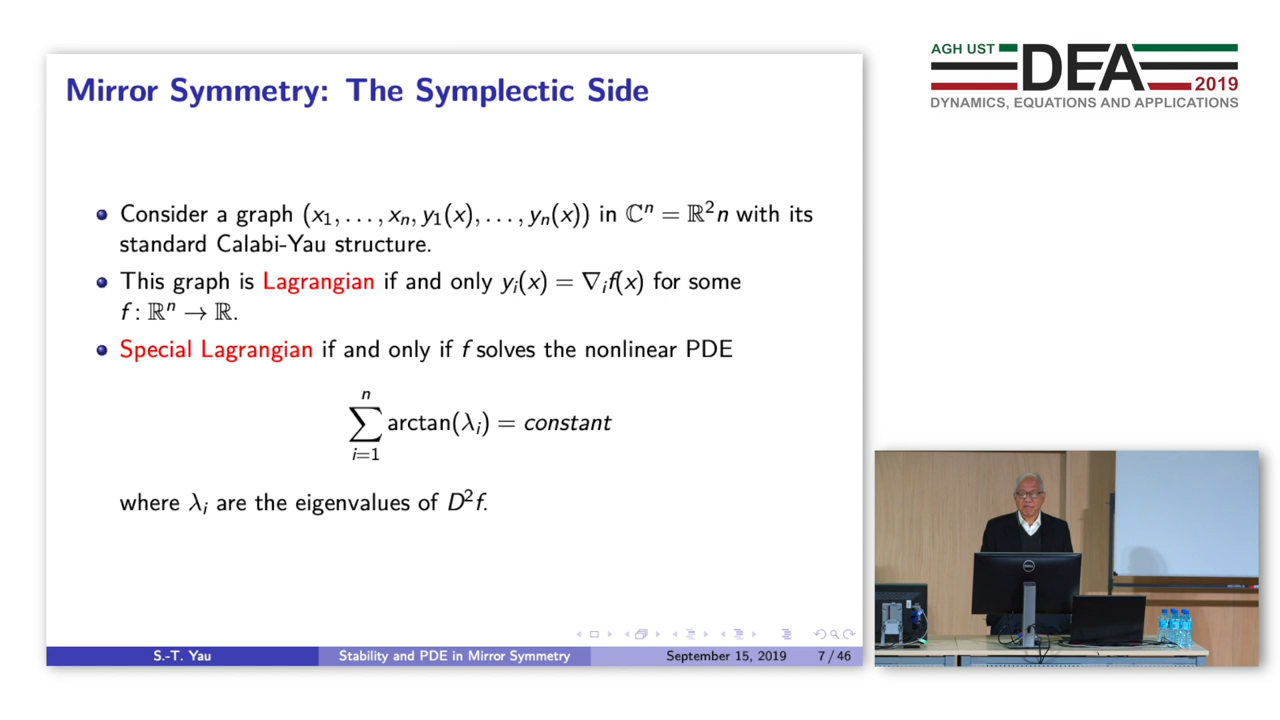 Mirror Symmetry: The Symplectic Side
Consider a graph (x₁, . . . , xₙ, y₁(x), . . . , yₙ(x)) in ℂⁿ = ℝ²n with its
standard Calabi-Yau structure.
This graph is Lagrangian if and only yᵢ(x) = ∇ᵢf(x) for some
f : ℝⁿ → ℝ.
Special Lagrangian if and only if f solves the nonlinear PDE
n
∑ arctan(λᵢ) = constant
i=1
where λᵢ are the eigenvalues of D²f.
S.-T. Yau
Stability and PDE in Mirror Symmetry
September 15, 2019
7 / 46
AGH UST
DEA
2019
DYNAMICS, EQUATIONS AND APPLICATIONS
DELL